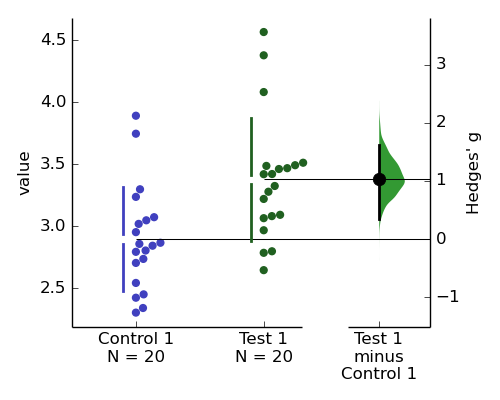 4.5
4.0
3.5
3.0
2.5
value
3
2
1
0
−1
Hedges' g
Control 1
N = 20
Test 1
N = 20
Test 1
minus
Control 1